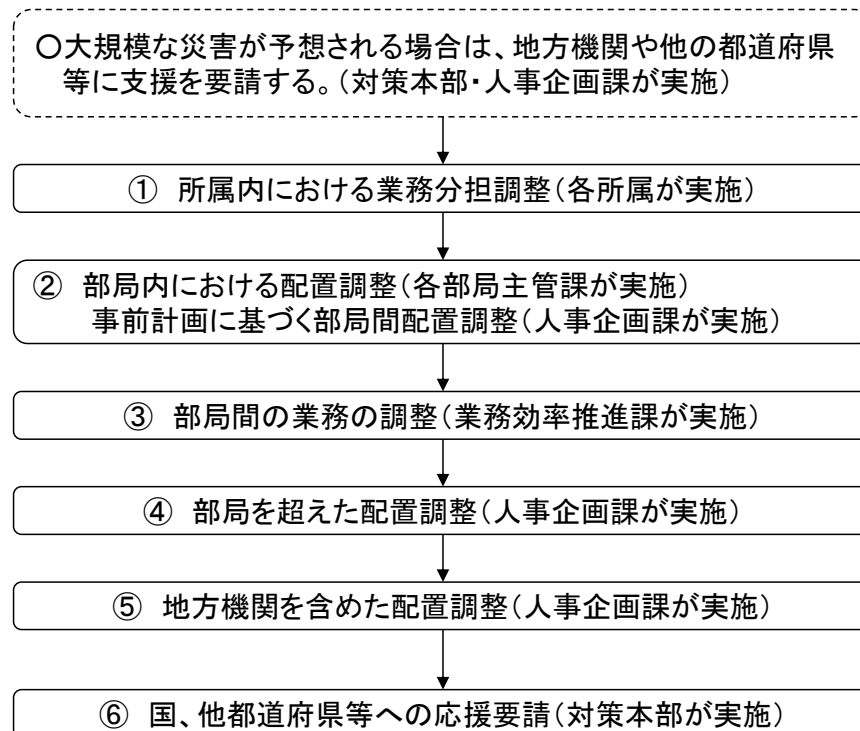 ○大規模な災害が予想される場合は、地方機関や他の都道府県
等に支援を要請する。（対策本部・人事企画課が実施）
① 所属内における業務分担調整（各所属が実施）
② 部局内における配置調整（各部局主管課が実施）
事前計画に基づく部局間配置調整（人事企画課が実施）
③ 部局間の業務の調整（業務効率推進課が実施）
④ 部局を超えた配置調整（人事企画課が実施）
⑤ 地方機関を含めた配置調整（人事企画課が実施）
⑥ 国、他都道府県等への応援要請（対策本部が実施）